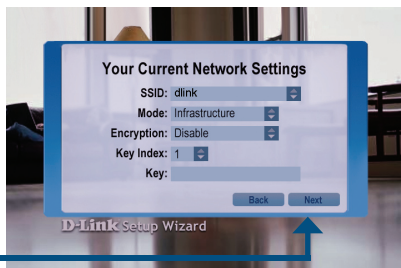 Your Current Network Settings
SSID: dlink
Mode: Infrastructure
Encryption: Disable
Key Index: 1
Key:
Back Next
D-Link Setup Wizard